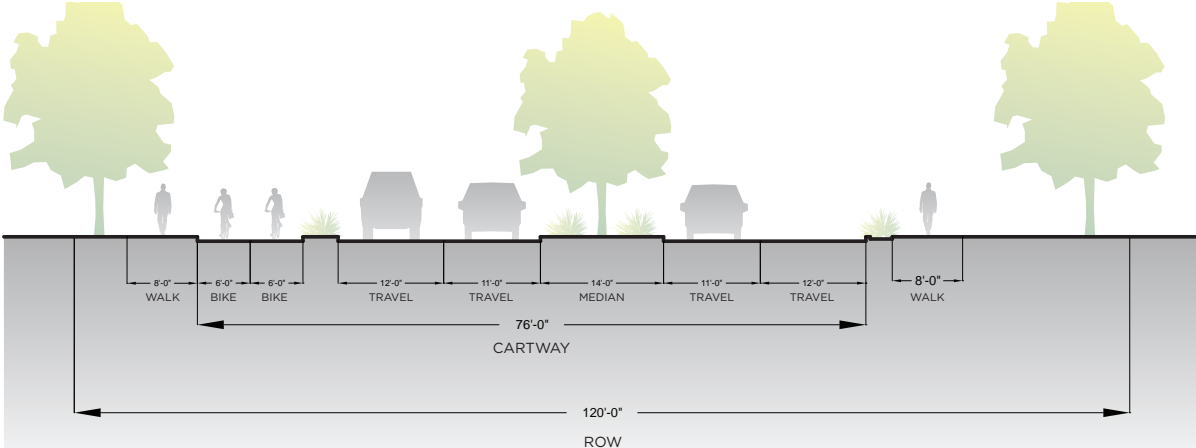 8'-0" 6'-0" 6'-0" 12'-0" 11'-0" 14'-0" 11'-0" 12'-0" 8'-0"
WALK BIKE BIKE TRAVEL TRAVEL MEDIAN TRAVEL TRAVEL WALK
76'-0"
CARTWAY
120'-0"
ROW